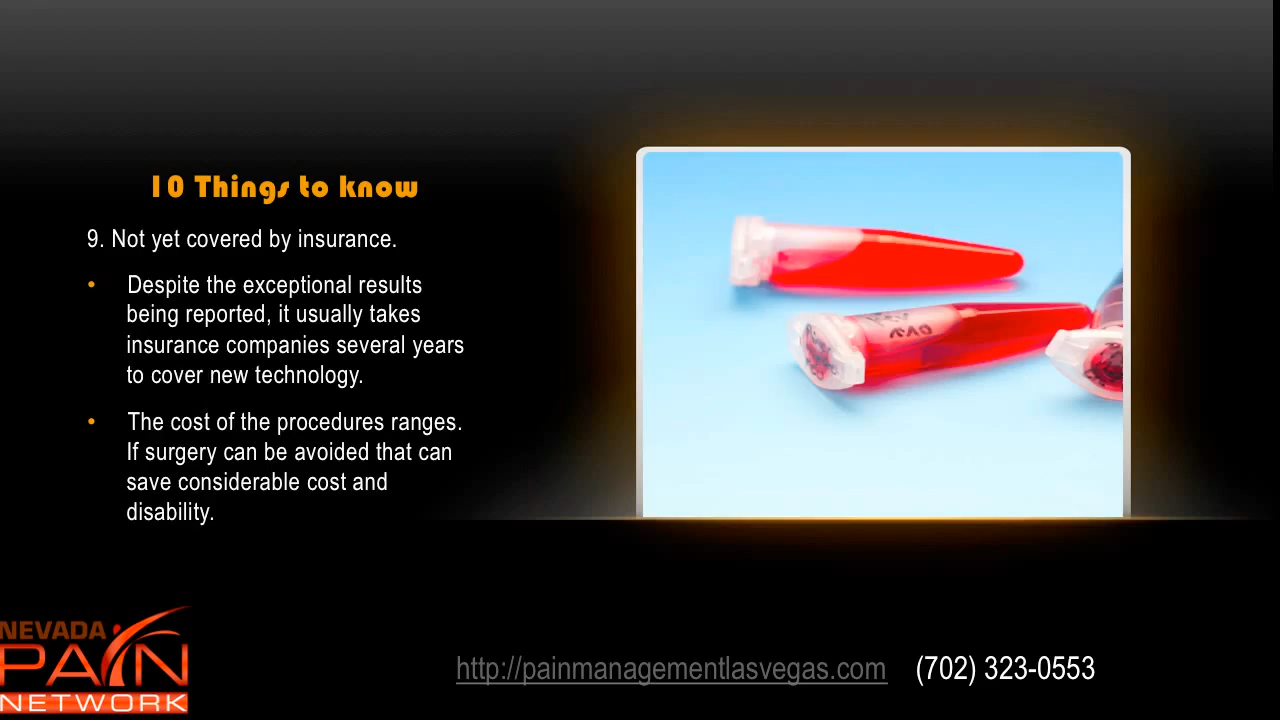 10 Things to know
9. Not yet covered by insurance.
• Despite the exceptional results
being reported, it usually takes
insurance companies several years
to cover new technology.
• The cost of the procedures ranges.
If surgery can be avoided that can
save considerable cost and
disability.
NEVADA
PAIN
NETWORK
http://painmanagementlasvegas.com (702) 323-0553